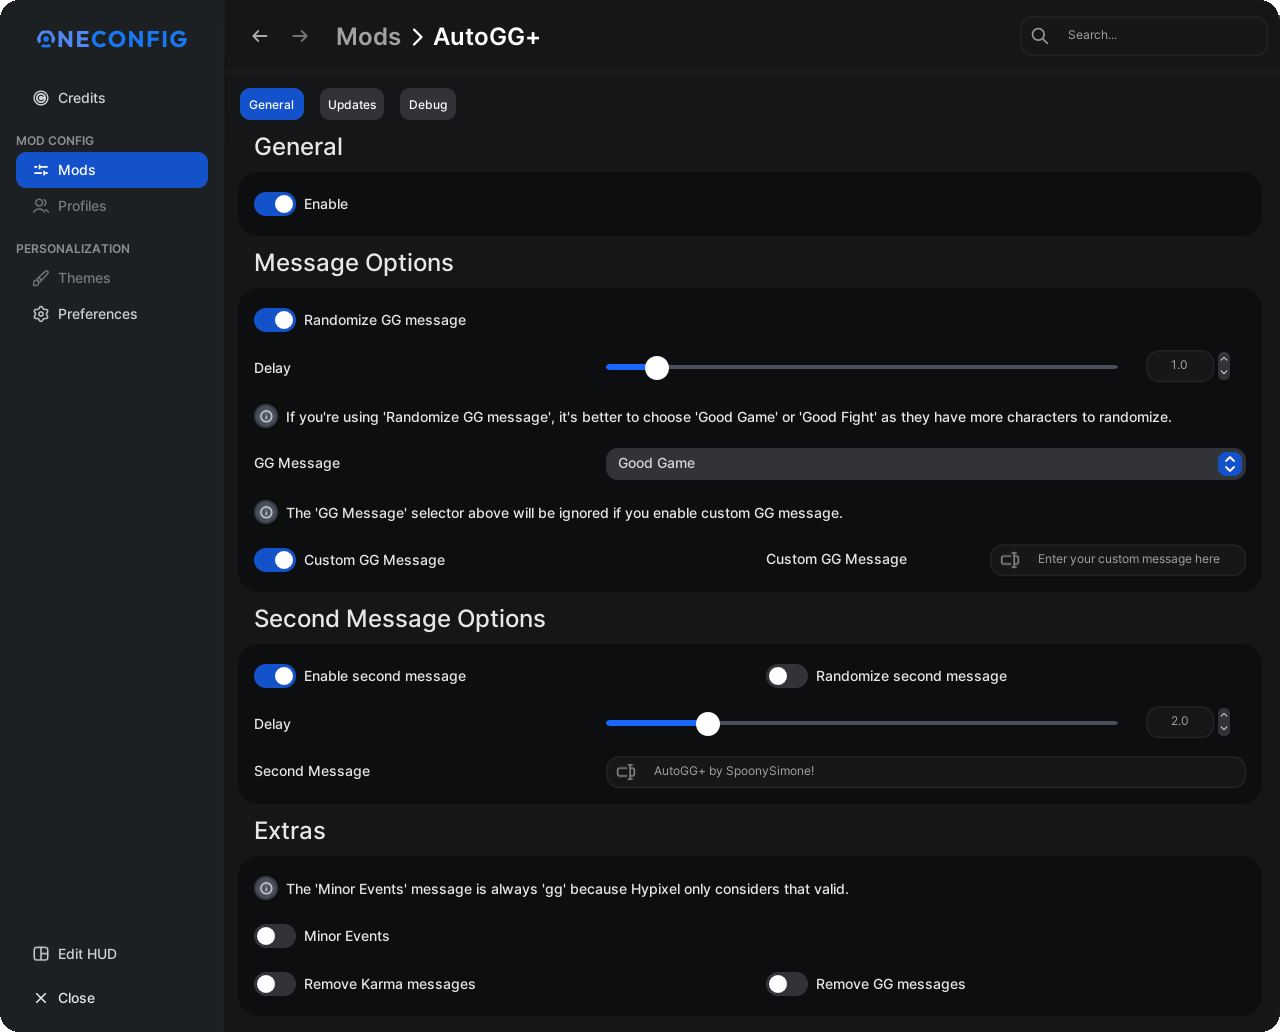 ONECONFIG
Credits
MOD CONFIG
Mods
Profiles
PERSONALIZATION
Themes
Preferences
Edit HUD
Close
Mods AutoGG+
Search...
General Updates Debug
General
Enable
Message Options
Randomize GG message
Delay 1.0
If you're using 'Randomize GG message', it's better to choose 'Good Game' or 'Good Fight' as they have more characters to randomize.
GG Message Good Game
The 'GG Message' selector above will be ignored if you enable custom GG message.
Custom GG Message Custom GG Message Enter your custom message here
Second Message Options
Enable second message Randomize second message
Delay 2.0
Second Message AutoGG+ by SpoonySimone!
Extras
The 'Minor Events' message is always 'gg' because Hypixel only considers that valid.
Minor Events
Remove Karma messages Remove GG messages